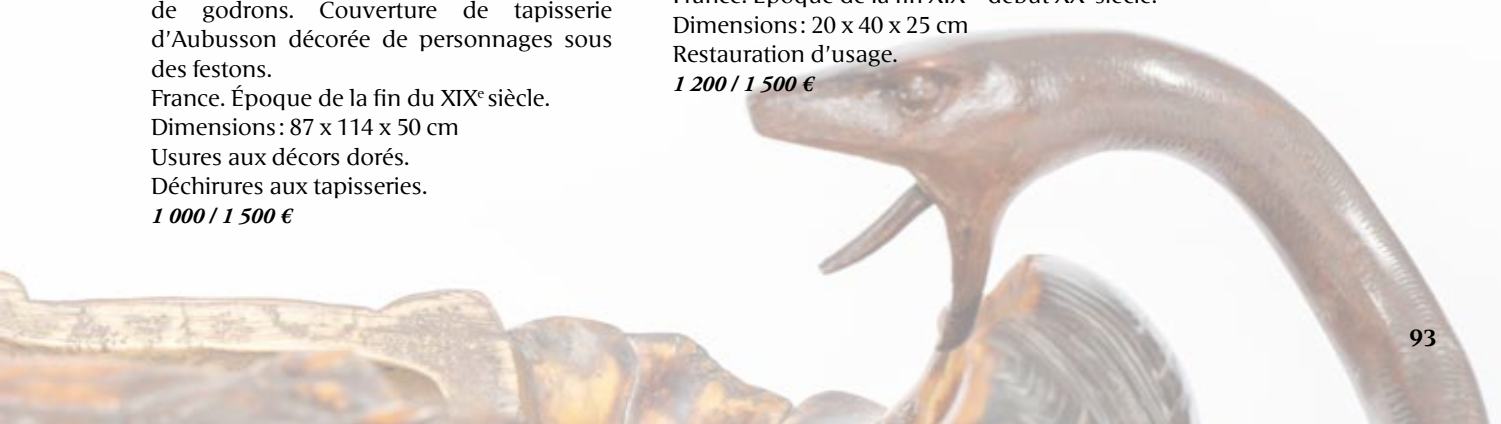 de godrons. Couverture de tapisserie
d'Aubusson décorée de personnages sous
des festons.
France. Époque de la fin du XIXe siècle.
Dimensions : 87 x 114 x 50 cm
Usures aux décors dorés.
Déchirures aux tapisseries.
1 000 / 1 500 €
Dimensions : 20 x 40 x 25 cm
Restauration d'usage.
1 200 / 1 500 €
93